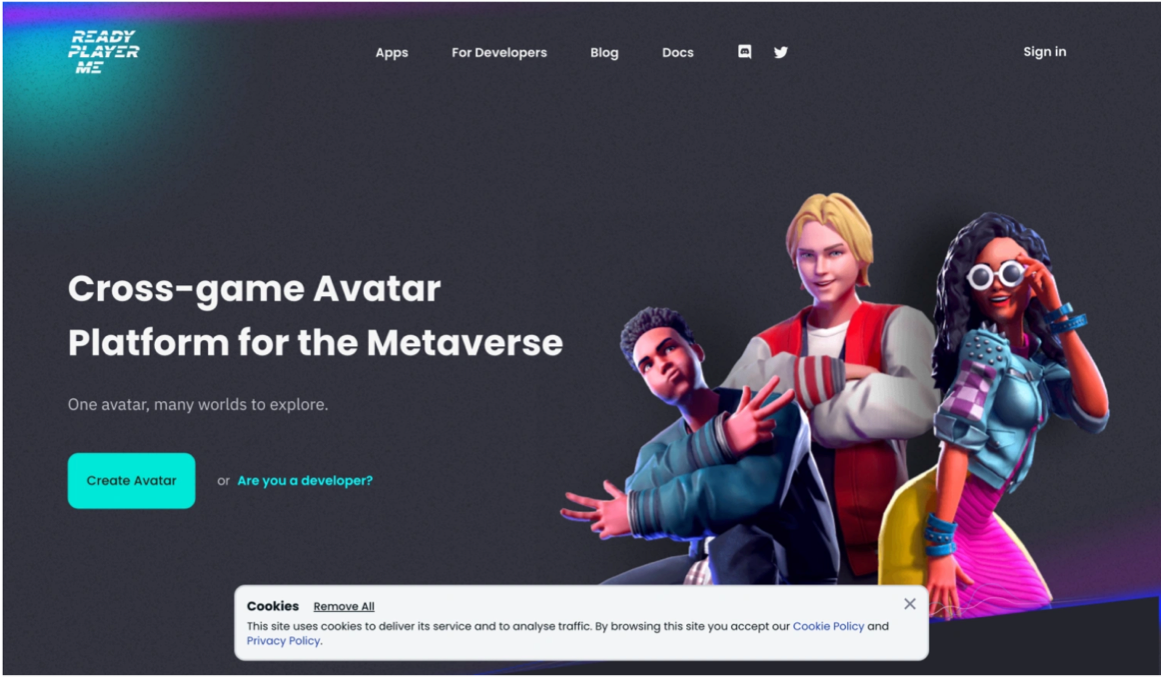 READY
PLAYER
ME
Apps
For Developers
Blog
Docs
Sign in
Cross-game Avatar
Platform for the Metaverse
One avatar, many worlds to explore.
Create Avatar
or Are you a developer?
Cookies Remove All
This site uses cookies to deliver its service and to analyse traffic. By browsing this site you accept our Cookie Policy and
Privacy Policy.